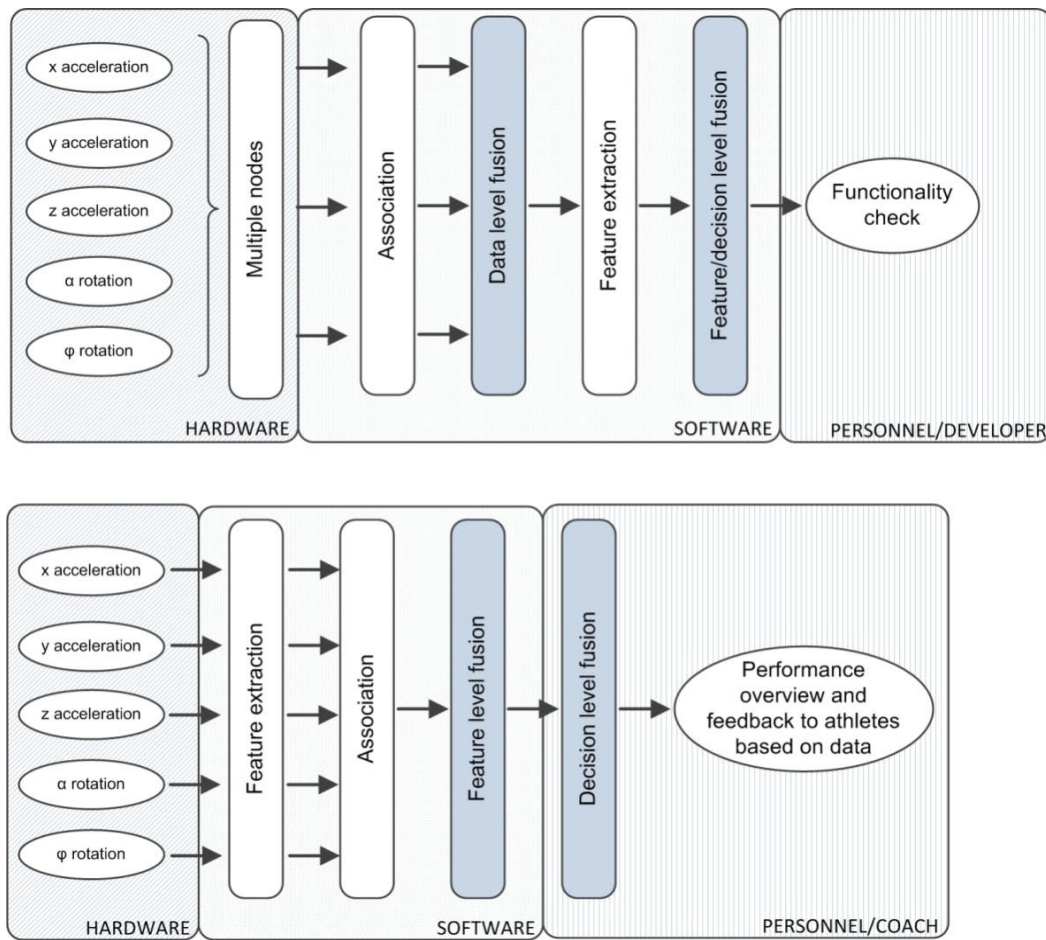 x acceleration
y acceleration
z acceleration
α rotation
φ rotation
Multiple nodes
HARDWARE
Association
Data level fusion
Feature extraction
Feature/decision level fusion
SOFTWARE
Functionality
check
PERSONNEL/DEVELOPER
x acceleration
y acceleration
z acceleration
α rotation
φ rotation
HARDWARE
Feature extraction
Association
Feature level fusion
SOFTWARE
Decision level fusion
Performance
overview and
feedback to athletes
based on data
PERSONNEL/COACH